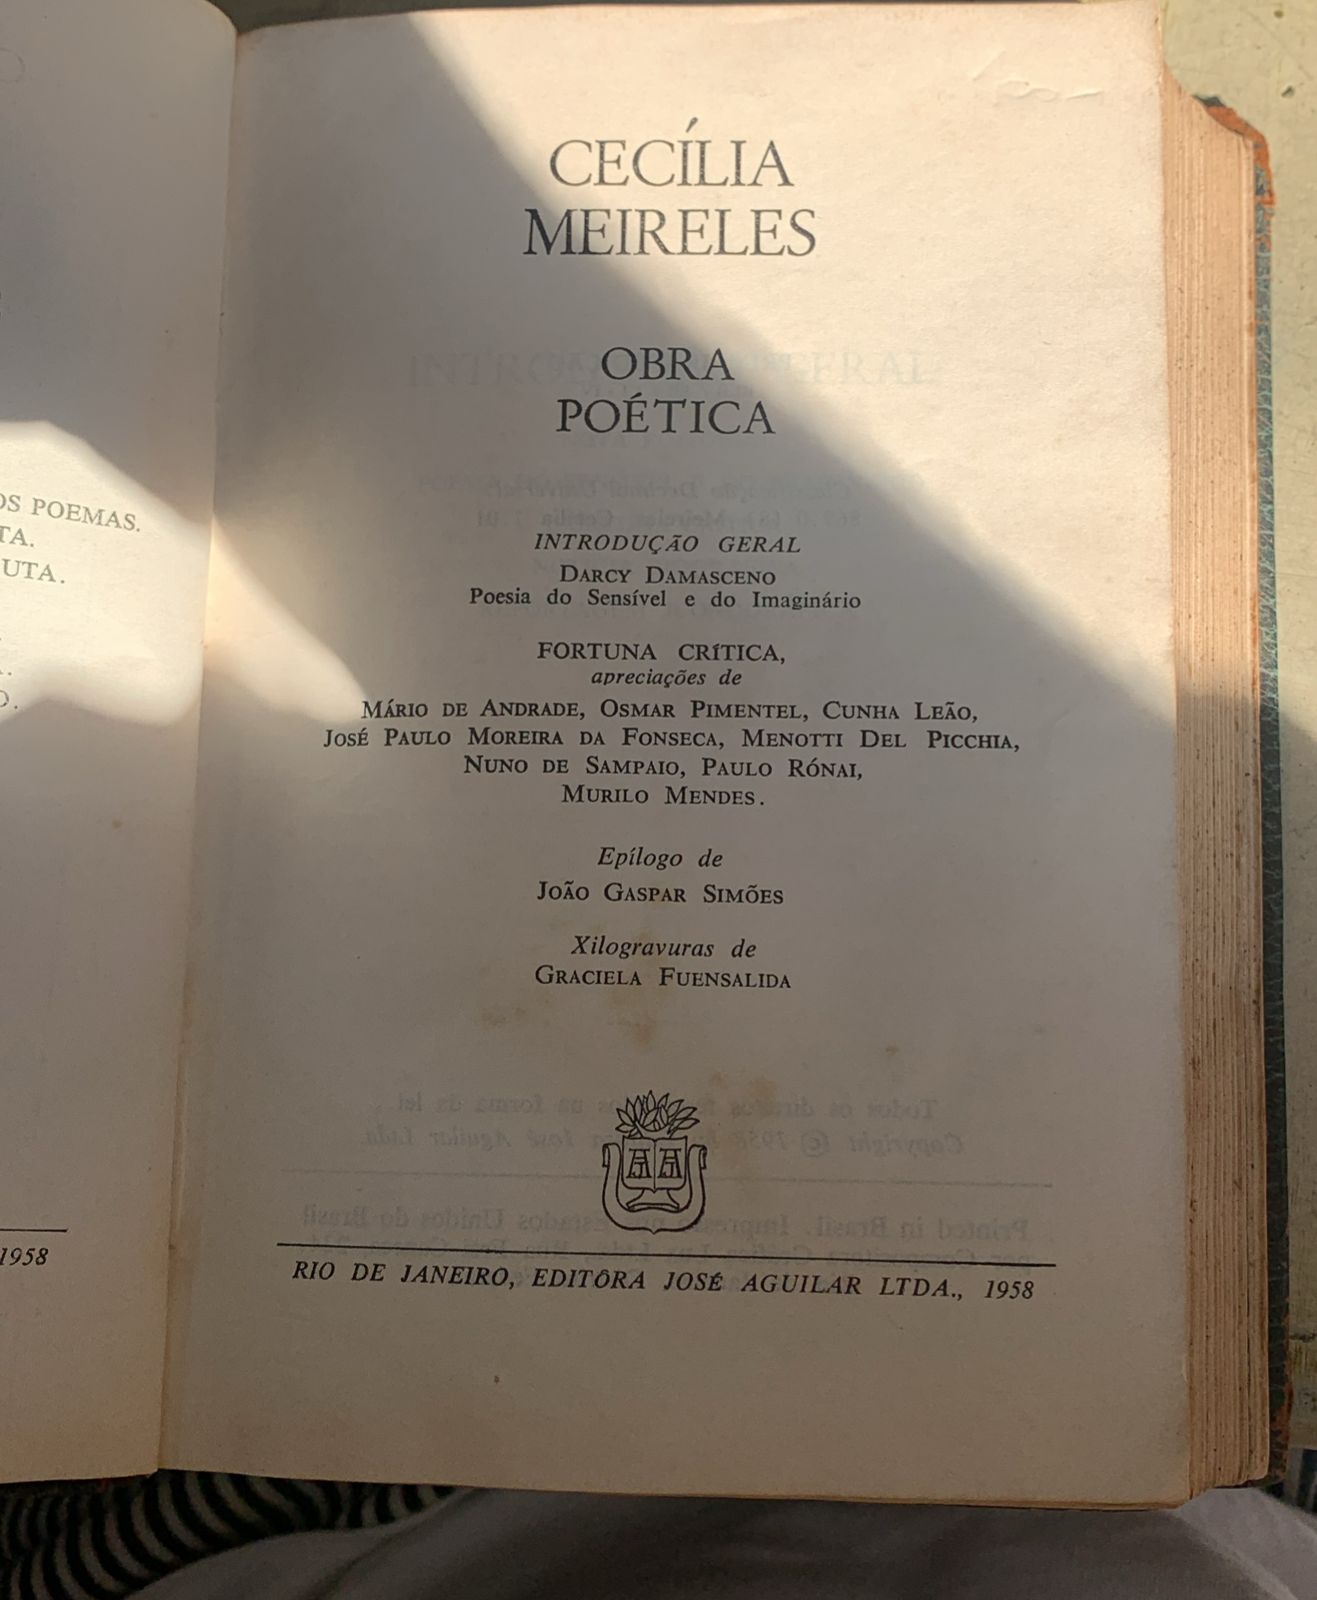 OS POEMAS.
TA.
UTA.
1958
CECÍLIA
MEIRELES
OBRA
POÉTICA
INTRODUÇÃO GERAL
DARCY DAMASCENO
Poesia do Sensível e do Imaginário
FORTUNA CRÍTICA,
apreciações de
MÁRIO DE ANDRADE, OSMAR PIMENTEL, CUNHA LEÃO,
JOSÉ PAULO MOREIRA DA FONSECA, MENOTTI DEL PICCHIA,
NUNO DE SAMPAIO, PAULO RÓNAI,
MURILO MENDES.
Epílogo de
JOÃO GASPAR SIMÕES
Xilogravuras de
GRACIELA FUENSALIDA
RIO DE JANEIRO, EDITÔRA JOSÉ AGUILAR LTDA., 1958